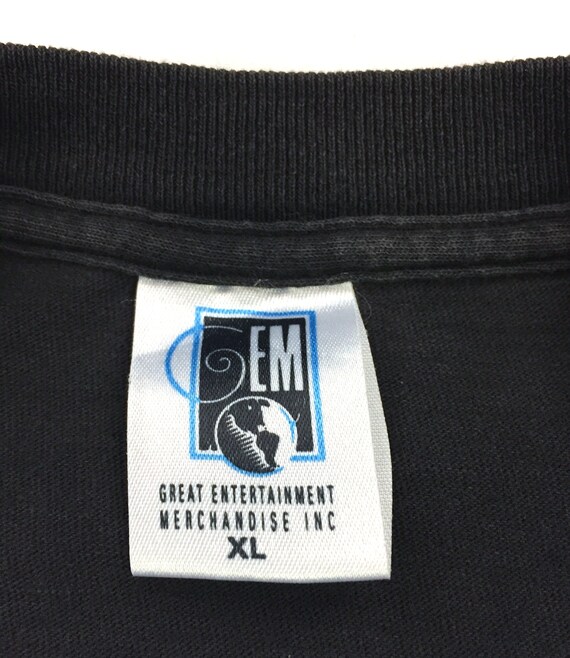 GEM
GREAT ENTERTAINMENT
MERCHANDISE INC
XL